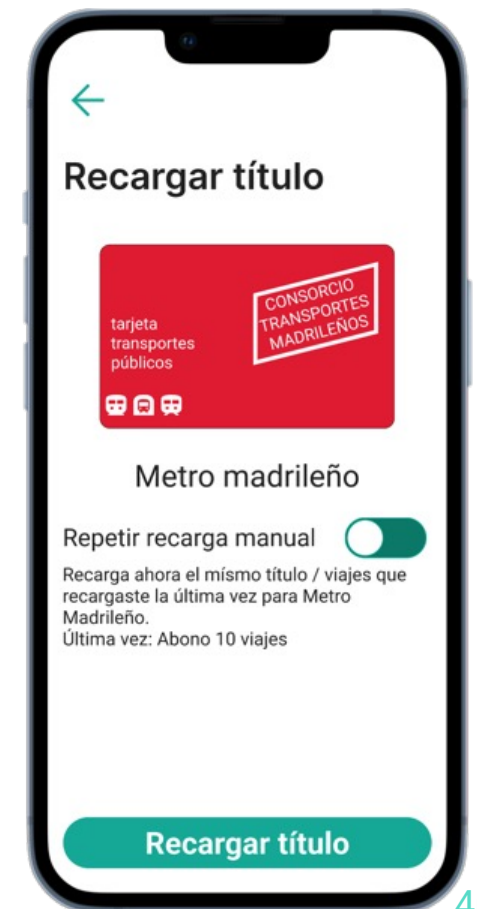 Recargar título
tarjeta
transportes
públicos
CONSORCIO
TRANSPORTES
MADRILEÑOS
Metro madrileño
Repetir recarga manual
Recarga ahora el mísmo título / viajes que
recargaste la última vez para Metro
Madrileño.
Última vez: Abono 10 viajes
Recargar título
4